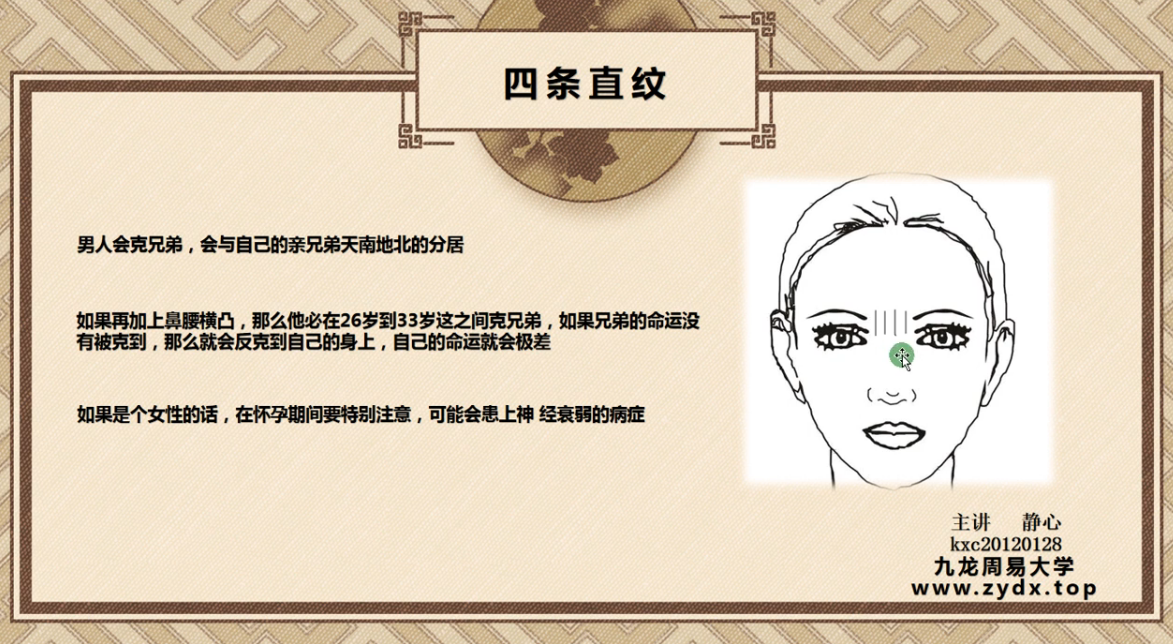 四条直纹
男人会克兄弟，会与自己的亲兄弟天南地北的分居
如果再加上鼻腰横凸，那么他必在26岁到33岁这之间克兄弟，如果兄弟的命运没
有被克到，那么就会反克到自己的身上，自己的命运就会极差
如果是个女性的话，在怀孕期间要特别注意，可能会患上神 经衰弱的病症
主讲 静心
kxc20120128
九龙周易大学
www.zydx.top